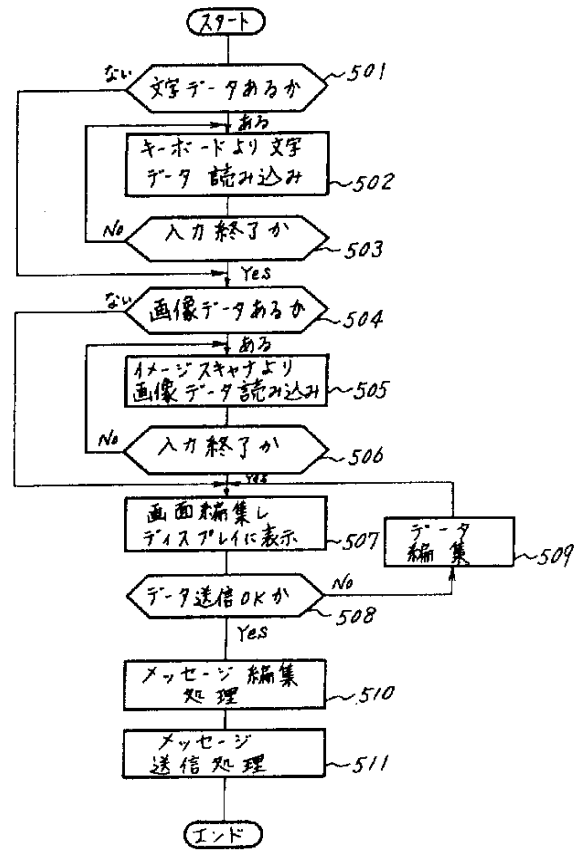 スタート
ない
文字データあるか
501
ある
キーボードより文字
データ読み込み
502
No
入力終了か
503
Yes
ない
画像データあるか
504
ある
イメージスキャナより
画像データ読み込み
505
No
入力終了か
506
Yes
画面編集し
ディスプレイに表示
507
データ
編集
509
データ送信OKか
No
508
Yes
メッセージ編集
処理
510
メッセージ
送信処理
511
エンド